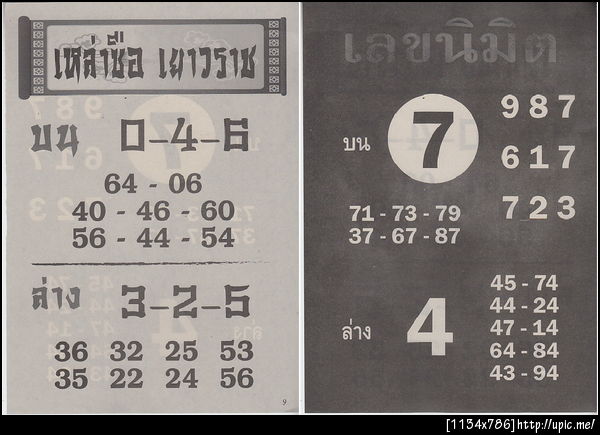 เหล่าซือ เยาวราช
บน 0-4-6
64 - 06
40 - 46 - 60
56 - 44 - 54
ล่าง 3-2-5
36 32 25 53
35 22 24 56
9
เลขนิมิต
บน 7
987
617
723
71 - 73 - 79
37 - 67 - 87
ล่าง 4
45 - 74
44 - 24
47 - 14
64 - 84
43 - 94
[1134x786]http://upic.me/